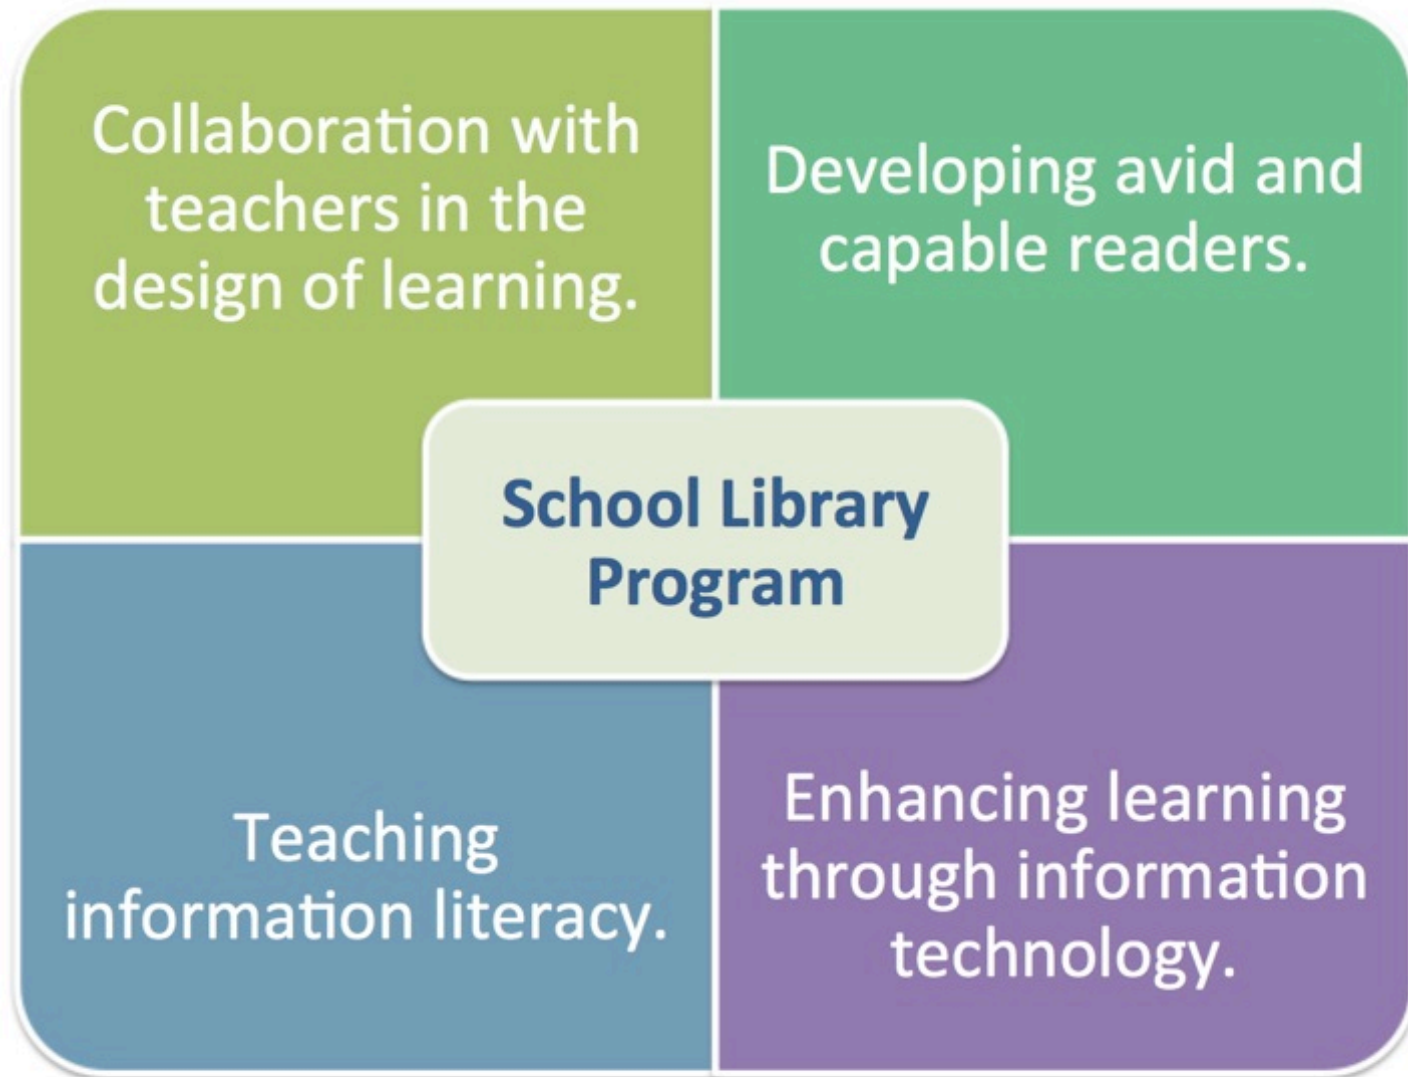 Collaboration with
teachers in the
design of learning.
Developing avid and
capable readers.
School Library
Program
Teaching
information literacy.
Enhancing learning
through information
technology.